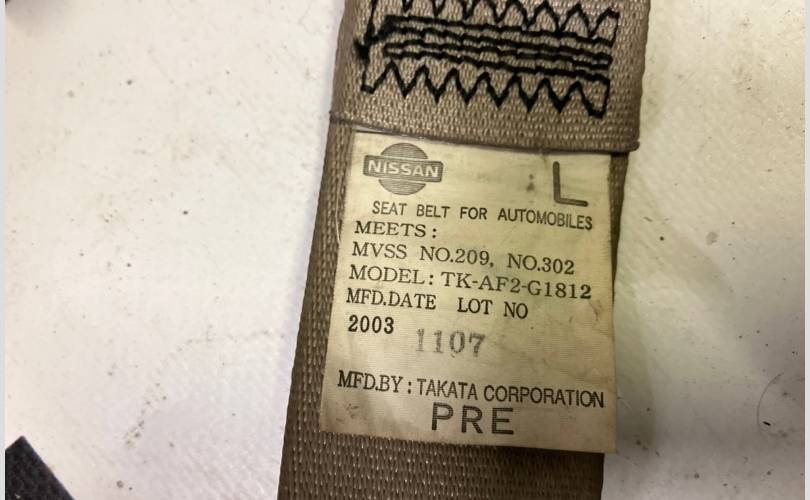 NISSAN L
SEAT BELT FOR AUTOMOBILES
MEETS:
MVSS NO.209, NO.302
MODEL: TK-AF2-G1812
MFD.DATE LOT NO
2003 1107
MFD.BY: TAKATA CORPORATION
PRE